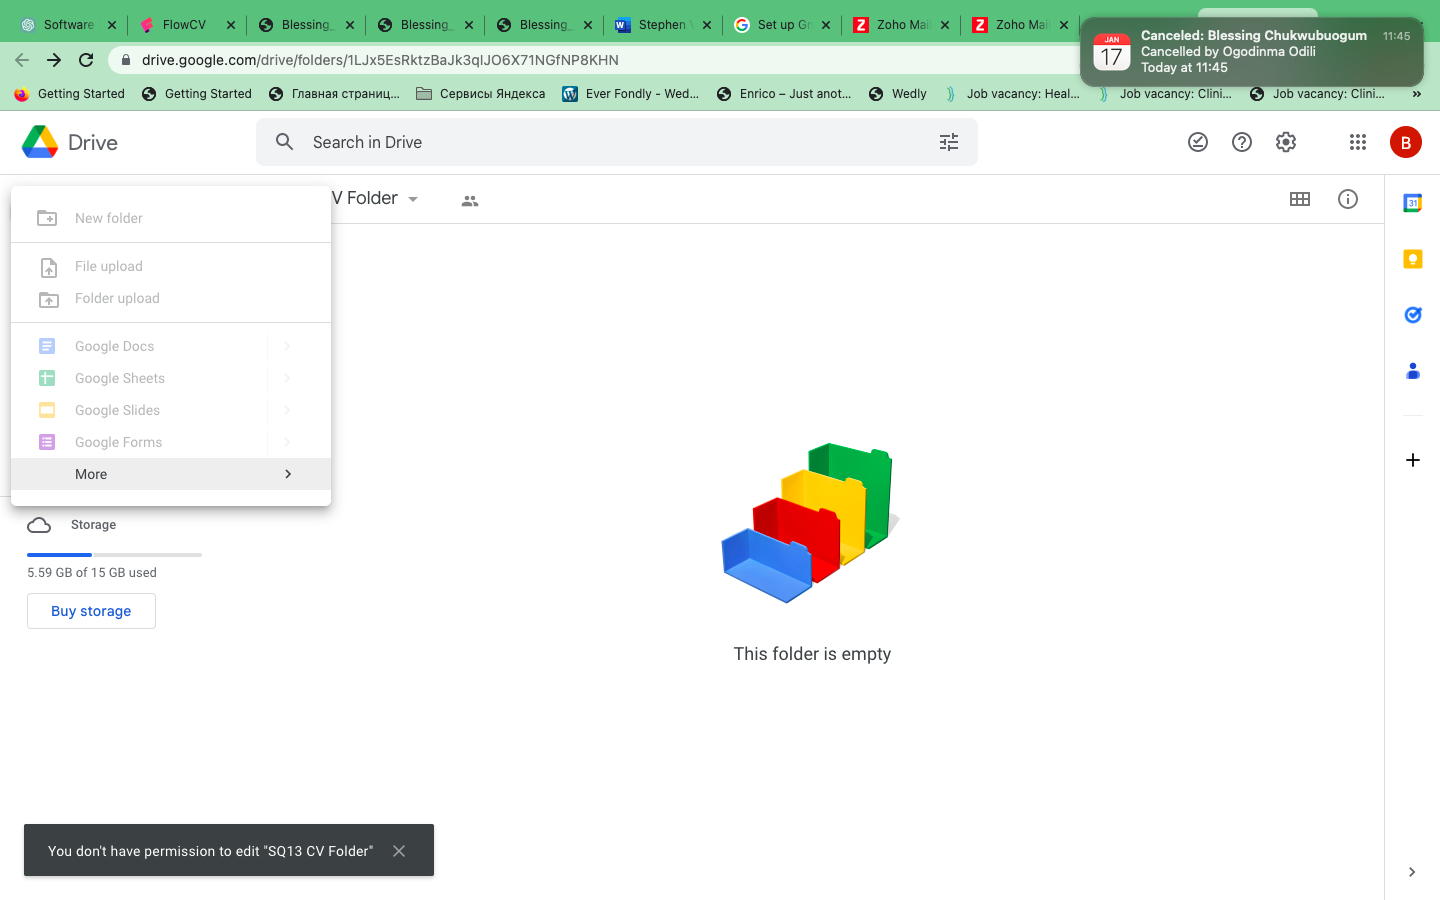 Software
FlowCV
Blessing_
Blessing_
Blessing_
Stephen
Set up Gm
Zoho Mai
Zoho Mai
Canceled: Blessing Chukwubuogum
11:45
Cancelled by Ogodinma Odili
Today at 11:45
JAN
17
drive.google.com/drive/folders/1LJx5EsRktzBaJk3qlJO6X71NGfNP8KHN
Getting Started
Getting Started
Главная страниц...
Сервисы Яндекса
Ever Fondly - Wed...
Enrico – Just anot...
Wedly
Job vacancy: Heal...
Job vacancy: Clini...
Job vacancy: Clini...
»
Drive
Search in Drive
B
V Folder
31
New folder
File upload
Folder upload
Google Docs
Google Sheets
Google Slides
Google Forms
More
Storage
5.59 GB of 15 GB used
Buy storage
This folder is empty
You don't have permission to edit "SQ13 CV Folder"